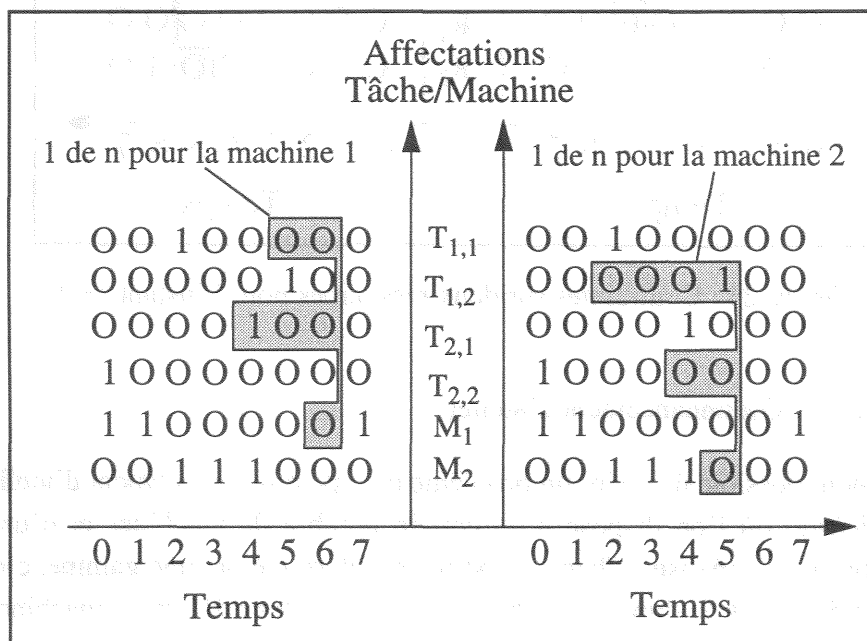 Affectations
Tâche/Machine
1 de n pour la machine 1
1 de n pour la machine 2
O O 1 O O O O O T1,1 O O 1 O O O O O
O O O O O 1 O O T1,2 O O O O O 1 O O
O O O O 1 O O O T2,1 O O O O 1 O O O
1 O O O O O O O T2,2 1 O O O O O O O
1 1 O O O O O 1 M1 1 1 O O O O O 1
O O 1 1 1 O O O M2 O O 1 1 1 O O O
0 1 2 3 4 5 6 7 0 1 2 3 4 5 6 7
Temps Temps